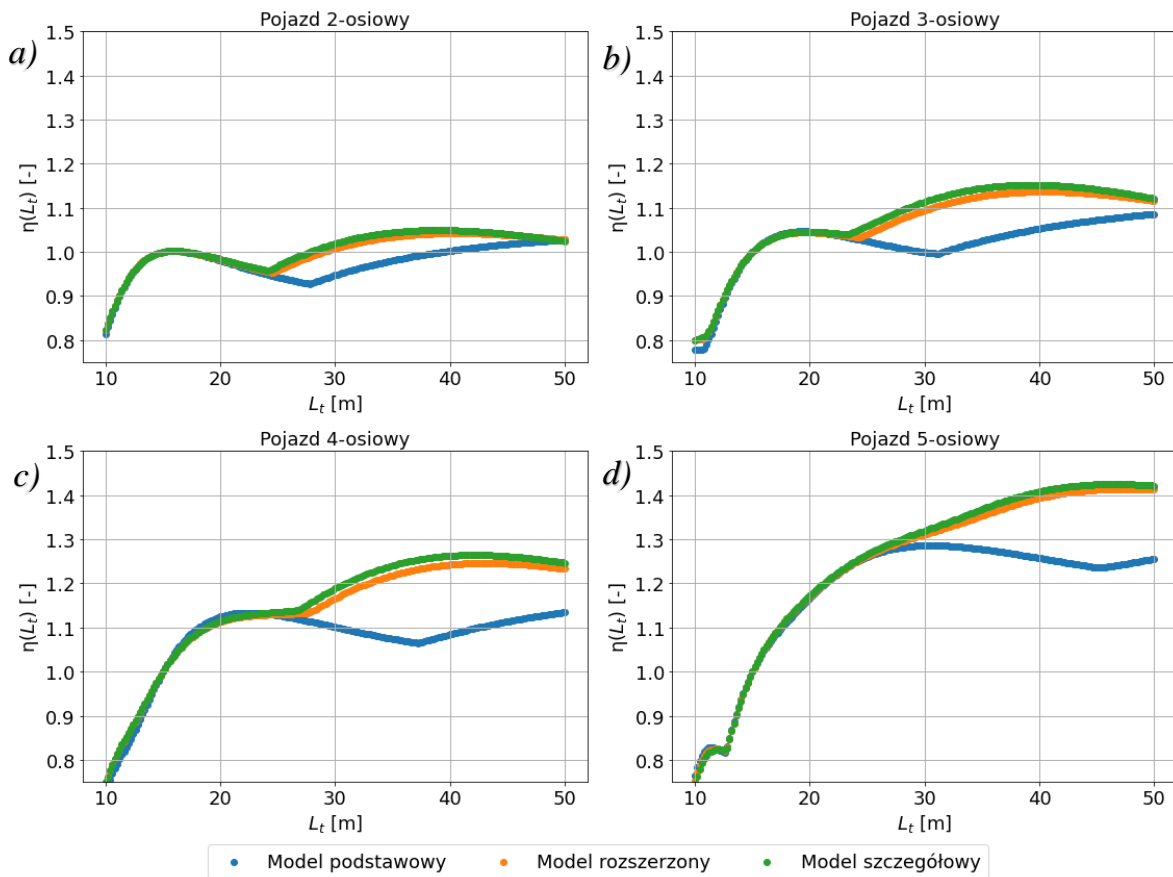 Pojazd 2-osiowy
a)
1.5
1.4
1.3
1.2
1.1
1.0
0.9
0.8
η(Lₜ) [-]
10 20 30 40 50
Lₜ [m]
Pojazd 3-osiowy
b)
1.5
1.4
1.3
1.2
1.1
1.0
0.9
0.8
η(Lₜ) [-]
10 20 30 40 50
Lₜ [m]
Pojazd 4-osiowy
c)
1.5
1.4
1.3
1.2
1.1
1.0
0.9
0.8
η(Lₜ) [-]
10 20 30 40 50
Lₜ [m]
Pojazd 5-osiowy
d)
1.5
1.4
1.3
1.2
1.1
1.0
0.9
0.8
η(Lₜ) [-]
10 20 30 40 50
Lₜ [m]
Model podstawowy Model rozszerzony Model szczegółowy